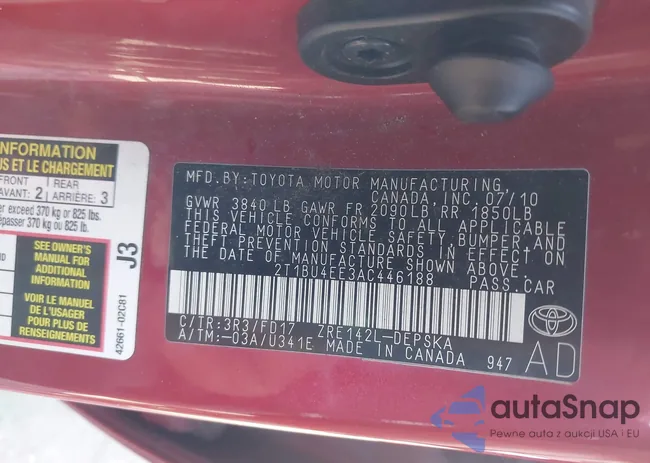 INFORMATION
US ET LE CHARGEMENT
FRONT
AVANT: 2
REAR
ARRIÈRE: 3
er exceed 370 kg or 825 lbs.
épasser 370 kg ou 825 lb.
SEE OWNER'S
MANUAL FOR
ADDITIONAL
INFORMATION
VOIR LE MANUEL
DE
L'USAGER POUR
PLUS DE
RENSEIGNEMENTS
J3
42661-02C81
MFD.BY:TOYOTA MOTOR MANUFACTURING,
CANADA, INC. 07/10
GVWR 3840 LB GAWR FR 2090LB RR 1850LB
THIS VEHICLE CONFORMS TO ALL APPLICABLE
FEDERAL MOTOR VEHICLE SAFETY, BUMPER, AND
THEFT PREVENTION STANDARDS IN EFFECT ON
THE DATE OF MANUFACTURE SHOWN ABOVE.
2T1BU4EE3AC446188 PASS.CAR
C/TR:3R3/FD17 ZRE142L-DEPSKA
A/TM:-03A/U341E MADE IN CANADA 947
AD
autaSnap
Pewne auta z aukcji USA i EU